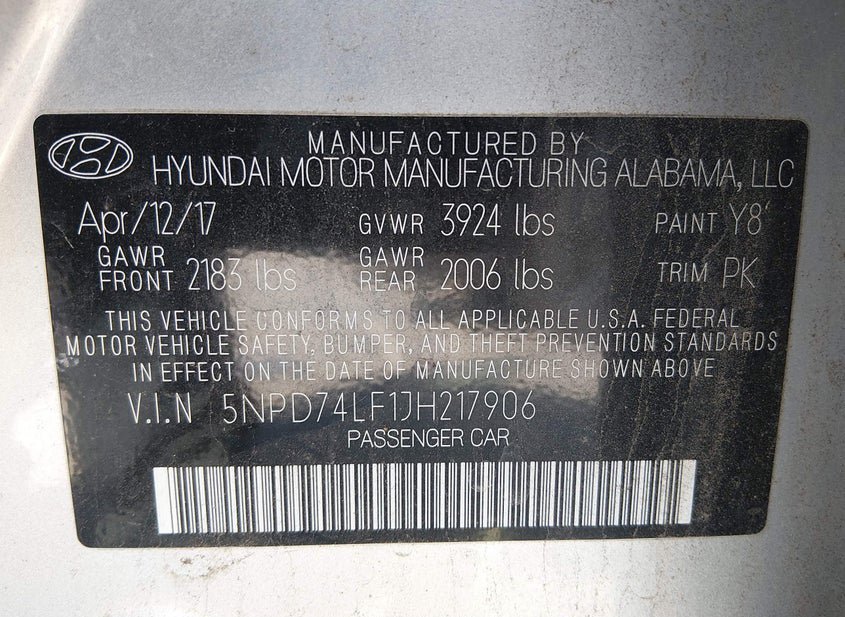 MANUFACTURED BY
HYUNDAI MOTOR MANUFACTURING ALABAMA, LLC
Apr/12/17 GVWR 3924 lbs PAINT Y8
GAWR FRONT 2183 lbs GAWR REAR 2006 lbs TRIM PK
THIS VEHICLE CONFORMS TO ALL APPLICABLE U.S.A. FEDERAL
MOTOR VEHICLE SAFETY, BUMPER, AND THEFT PREVENTION STANDARDS
IN EFFECT ON THE DATE OF MANUFACTURE SHOWN ABOVE
V.I.N 5NPD74LF1JH217906
PASSENGER CAR